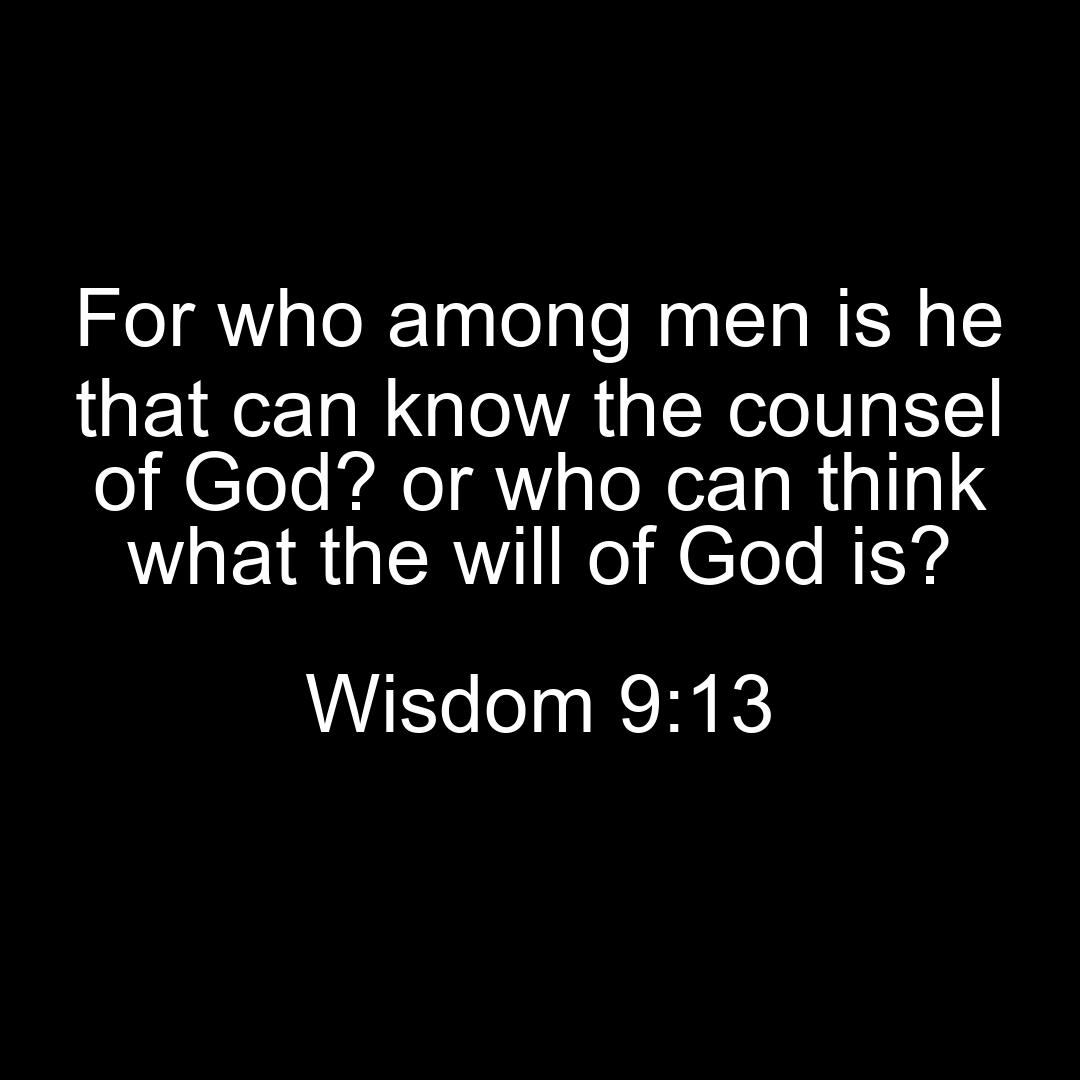 For who among men is he
that can know the counsel
of God? or who can think
what the will of God is?
Wisdom 9:13